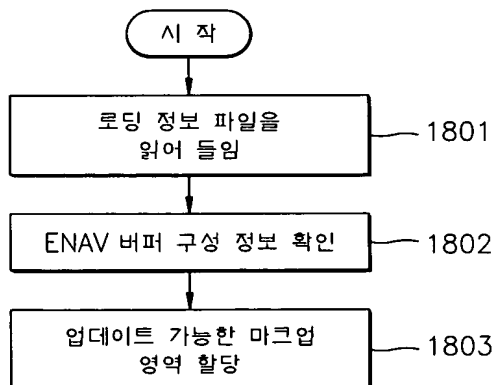 시 작
로딩 정보 파일을
읽어 들임
1801
ENAV 버퍼 구성 정보 확인
1802
업데이트 가능한 마크업
영역 할당
1803